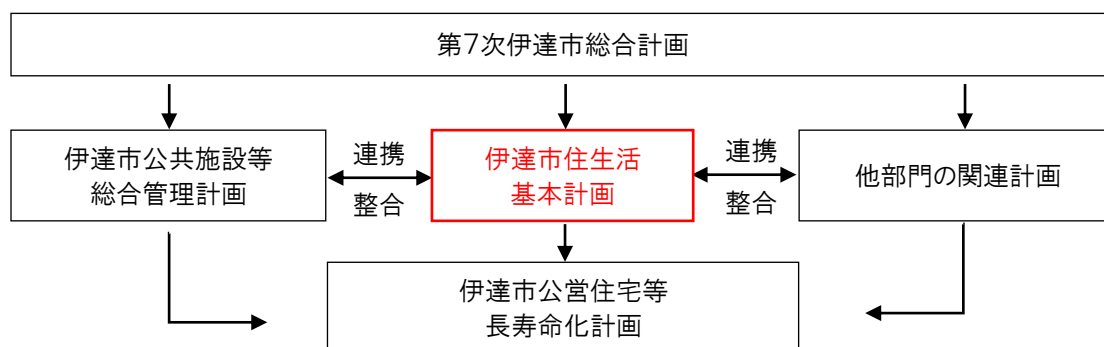 第7次伊達市総合計画
伊達市公共施設等
総合管理計画
連携
整合
伊達市住生活
基本計画
連携
整合
他部門の関連計画
伊達市公営住宅等
長寿命化計画